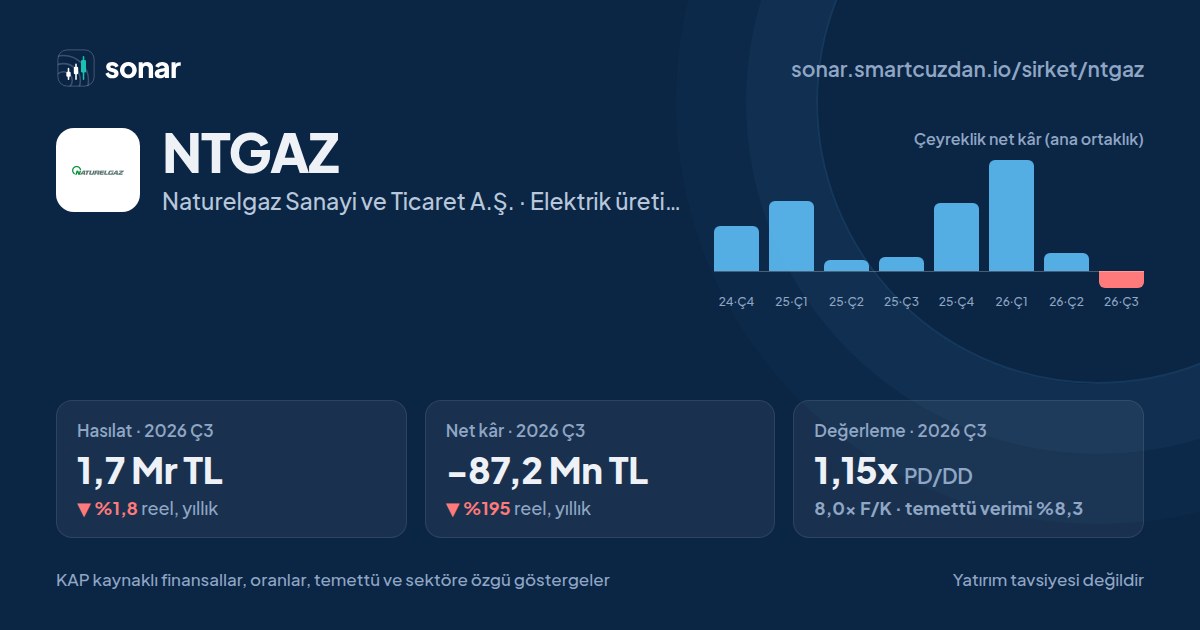 sonar
sonar.smartcuzdan.io/sirket/ntgaz
NATURELGAZ
NTGAZ
Naturelgaz Sanayi ve Ticaret A.Ş. · Elektrik üreti...
Çeyreklik net kâr (ana ortaklık)
24-Ç4 25-Ç1 25-Ç2 25-Ç3 25-Ç4 26-Ç1 26-Ç2 26-Ç3
Hasılat · 2026 Ç3
1,7 Mr TL
▼ %1,8 reel, yıllık
Net kâr · 2026 Ç3
−87,2 Mn TL
▼ %195 reel, yıllık
Değerleme · 2026 Ç3
1,15x PD/DD
8,0× F/K · temettü verimi %8,3
KAP kaynaklı finansallar, oranlar, temettü ve sektöre özgü göstergeler
Yatırım tavsiyesi değildir